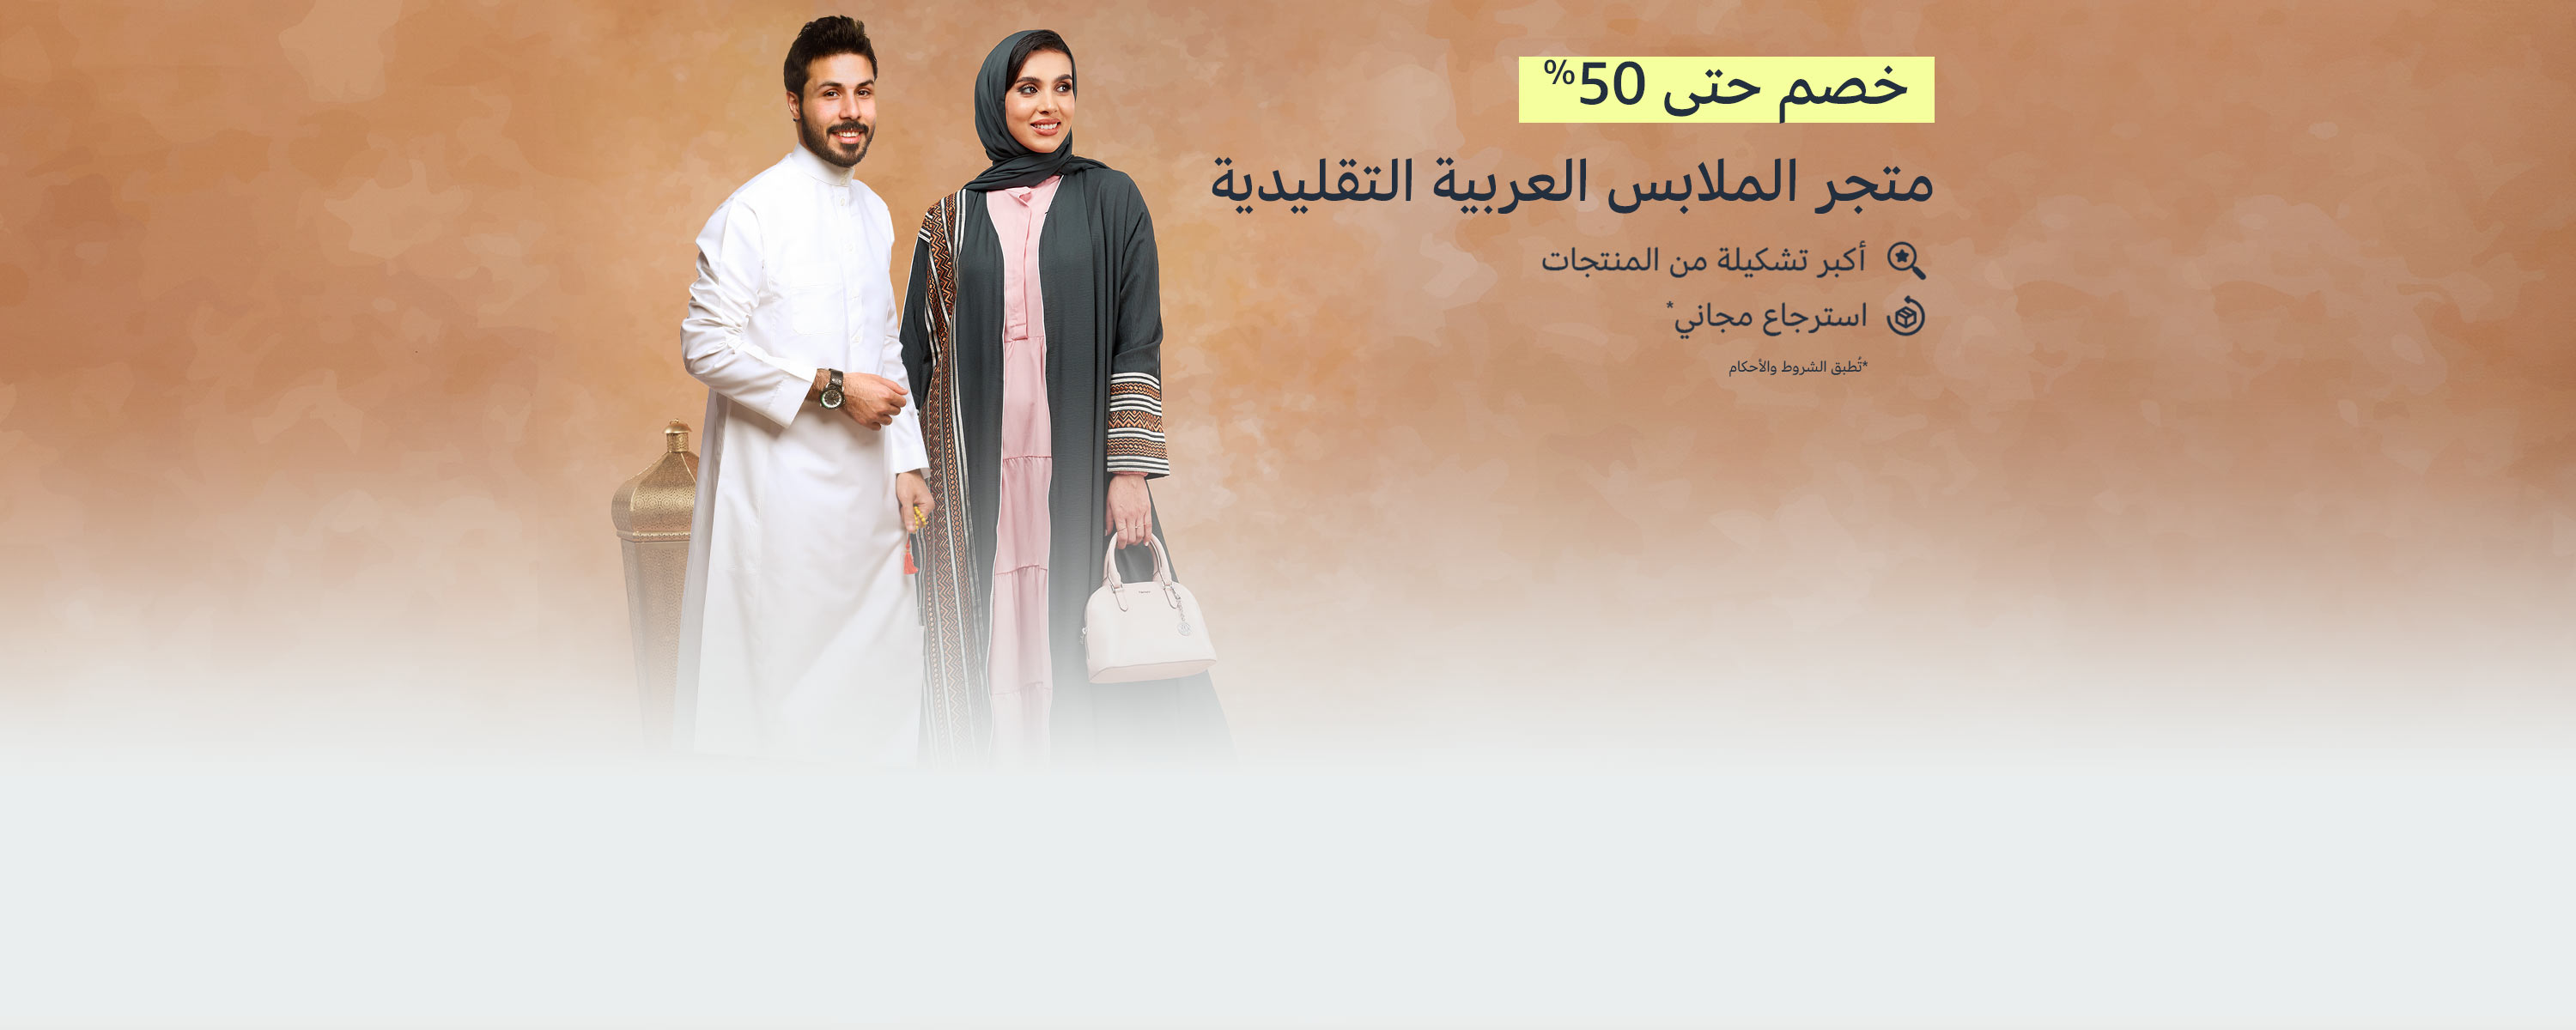 خصم حتى 50%
متجر الملابس العربية التقليدية
أكبر تشكيلة من المنتجات
استرجاع مجاني*
*تُطبق الشروط والأحكام